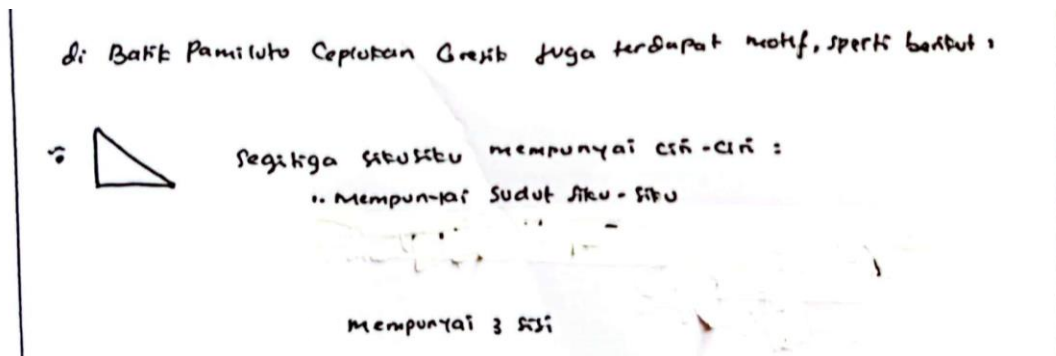 di Batik Pamiluto Ceplokan Gresik juga terdapat motif, sperti berikut :
Segitiga sikusiku mempunyai ciri-ciri :
1. Mempunyai sudut siku-siku
mempunyai 3 sisi